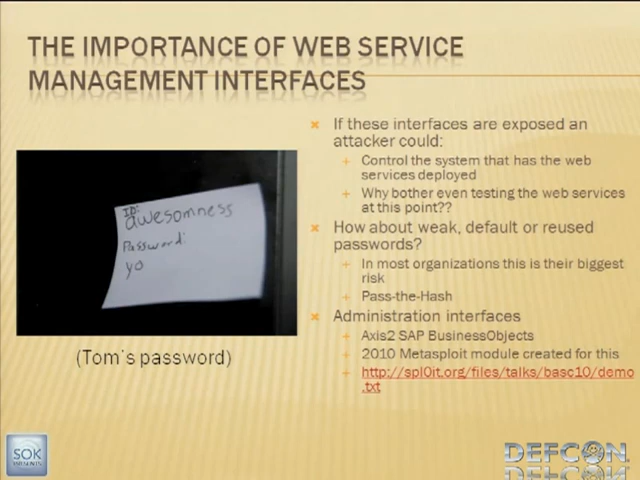 THE IMPORTANCE OF WEB SERVICE
MANAGEMENT INTERFACES
ID:
awesomness
Password:
yo
(Tom's password)
If these interfaces are exposed an
attacker could:
Control the system that has the web
services deployed
Why bother even testing the web services
at this point??
How about weak, default or reused
passwords?
In most organizations this is their biggest
risk
Pass-the-Hash
Administration interfaces
Axis2 SAP BusinessObjects
2010 Metasploit module created for this
http://spl0it.org/files/talks/basc10/demo
.txt
SOK
DEFCON